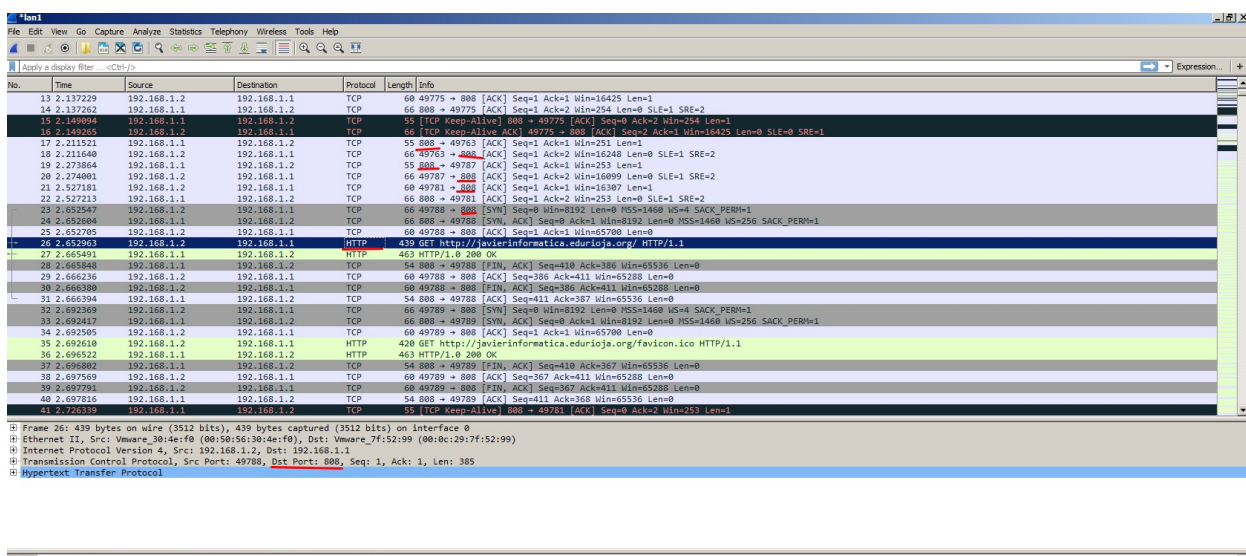 *lan1
File Edit View Go Capture Analyze Statistics Telephony Wireless Tools Help
Apply a display filter ... <Ctrl-/> Expression... +
No. Time Source Destination Protocol Length Info
13 2.137229 192.168.1.2 192.168.1.1 TCP 60 49775 → 808 [ACK] Seq=1 Ack=1 Win=16425 Len=1
14 2.137262 192.168.1.1 192.168.1.2 TCP 66 808 → 49775 [ACK] Seq=1 Ack=2 Win=254 Len=0 SLE=1 SRE=2
15 2.149094 192.168.1.1 192.168.1.2 TCP 55 [TCP Keep-Alive] 808 → 49775 [ACK] Seq=0 Ack=2 Win=254 Len=1
16 2.149265 192.168.1.2 192.168.1.1 TCP 66 [TCP Keep-Alive ACK] 49775 → 808 [ACK] Seq=2 Ack=1 Win=16425 Len=0 SLE=0 SRE=1
17 2.211521 192.168.1.1 192.168.1.2 TCP 55 808 → 49763 [ACK] Seq=1 Ack=1 Win=251 Len=1
18 2.211640 192.168.1.2 192.168.1.1 TCP 66 49763 → 808 [ACK] Seq=1 Ack=2 Win=16248 Len=0 SLE=1 SRE=2
19 2.273864 192.168.1.1 192.168.1.2 TCP 55 808 → 49787 [ACK] Seq=1 Ack=1 Win=253 Len=1
20 2.274001 192.168.1.2 192.168.1.1 TCP 66 49787 → 808 [ACK] Seq=1 Ack=2 Win=16099 Len=0 SLE=1 SRE=2
21 2.527181 192.168.1.2 192.168.1.1 TCP 60 49781 → 808 [ACK] Seq=1 Ack=1 Win=16307 Len=1
22 2.527213 192.168.1.1 192.168.1.2 TCP 66 808 → 49781 [ACK] Seq=1 Ack=2 Win=253 Len=0 SLE=1 SRE=2
23 2.652547 192.168.1.2 192.168.1.1 TCP 66 49788 → 808 [SYN] Seq=0 Win=8192 Len=0 MSS=1460 WS=4 SACK_PERM=1
24 2.652604 192.168.1.1 192.168.1.2 TCP 66 808 → 49788 [SYN, ACK] Seq=0 Ack=1 Win=8192 Len=0 MSS=1460 WS=256 SACK_PERM=1
25 2.652705 192.168.1.2 192.168.1.1 TCP 60 49788 → 808 [ACK] Seq=1 Ack=1 Win=65700 Len=0
26 2.652963 192.168.1.2 192.168.1.1 HTTP 439 GET http://javierinformatica.edurioja.org/ HTTP/1.1
27 2.665491 192.168.1.1 192.168.1.2 HTTP 463 HTTP/1.0 200 OK
28 2.665848 192.168.1.1 192.168.1.2 TCP 54 808 → 49788 [FIN, ACK] Seq=410 Ack=386 Win=65536 Len=0
29 2.666236 192.168.1.2 192.168.1.1 TCP 60 49788 → 808 [ACK] Seq=386 Ack=411 Win=65288 Len=0
30 2.666380 192.168.1.2 192.168.1.1 TCP 60 49788 → 808 [FIN, ACK] Seq=386 Ack=411 Win=65288 Len=0
31 2.666394 192.168.1.1 192.168.1.2 TCP 54 808 → 49788 [ACK] Seq=411 Ack=387 Win=65536 Len=0
32 2.692369 192.168.1.2 192.168.1.1 TCP 66 49789 → 808 [SYN] Seq=0 Win=8192 Len=0 MSS=1460 WS=4 SACK_PERM=1
33 2.692417 192.168.1.1 192.168.1.2 TCP 66 808 → 49789 [SYN, ACK] Seq=0 Ack=1 Win=8192 Len=0 MSS=1460 WS=256 SACK_PERM=1
34 2.692505 192.168.1.2 192.168.1.1 TCP 60 49789 → 808 [ACK] Seq=1 Ack=1 Win=65700 Len=0
35 2.692610 192.168.1.2 192.168.1.1 HTTP 420 GET http://javierinformatica.edurioja.org/favicon.ico HTTP/1.1
36 2.696522 192.168.1.1 192.168.1.2 HTTP 463 HTTP/1.0 200 OK
37 2.696802 192.168.1.1 192.168.1.2 TCP 54 808 → 49789 [FIN, ACK] Seq=410 Ack=367 Win=65536 Len=0
38 2.697569 192.168.1.2 192.168.1.1 TCP 60 49789 → 808 [ACK] Seq=367 Ack=411 Win=65288 Len=0
39 2.697791 192.168.1.2 192.168.1.1 TCP 60 49789 → 808 [FIN, ACK] Seq=367 Ack=411 Win=65288 Len=0
40 2.697816 192.168.1.1 192.168.1.2 TCP 54 808 → 49789 [ACK] Seq=411 Ack=368 Win=65536 Len=0
41 2.726339 192.168.1.1 192.168.1.2 TCP 55 [TCP Keep-Alive] 808 → 49781 [ACK] Seq=0 Ack=2 Win=253 Len=1
Frame 26: 439 bytes on wire (3512 bits), 439 bytes captured (3512 bits) on interface 0
Ethernet II, Src: Vmware_30:4e:f0 (00:50:56:30:4e:f0), Dst: Vmware_7f:52:99 (00:0c:29:7f:52:99)
Internet Protocol Version 4, Src: 192.168.1.2, Dst: 192.168.1.1
Transmission Control Protocol, Src Port: 49788, Dst Port: 808, Seq: 1, Ack: 1, Len: 385
Hypertext Transfer Protocol